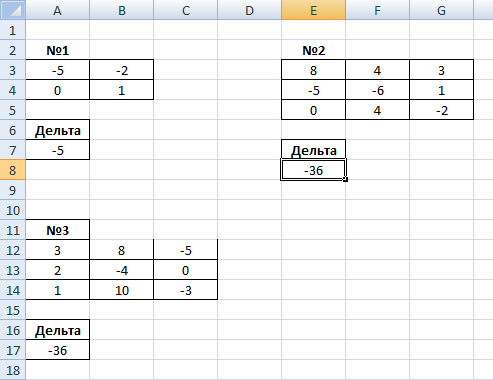 A B C D E F G
1
2 №1 №2
3 -5 -2 8 4 3
4 0 1 -5 -6 1
5 0 4 -2
6 Дельта
7 -5 Дельта
8 -36
9
10
11 №3
12 3 8 -5
13 2 -4 0
14 1 10 -3
15
16 Дельта
17 -36
18